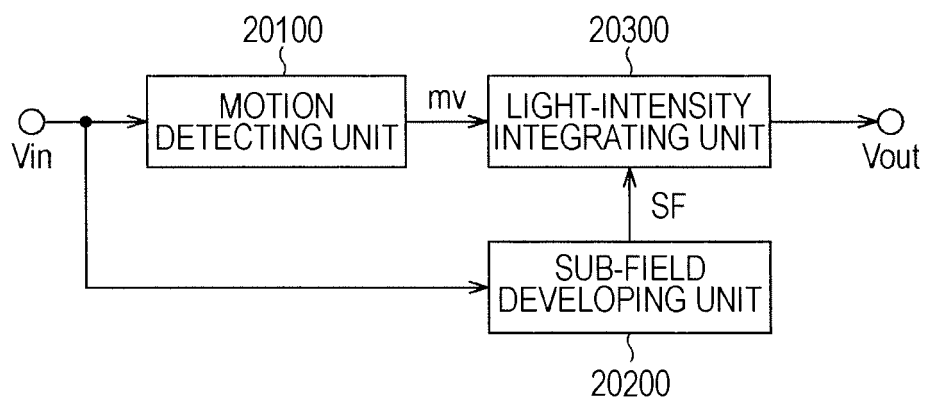 20100
20300
MOTION
DETECTING UNIT
mv
LIGHT-INTENSITY
INTEGRATING UNIT
Vin
Vout
SF
SUB-FIELD
DEVELOPING UNIT
20200